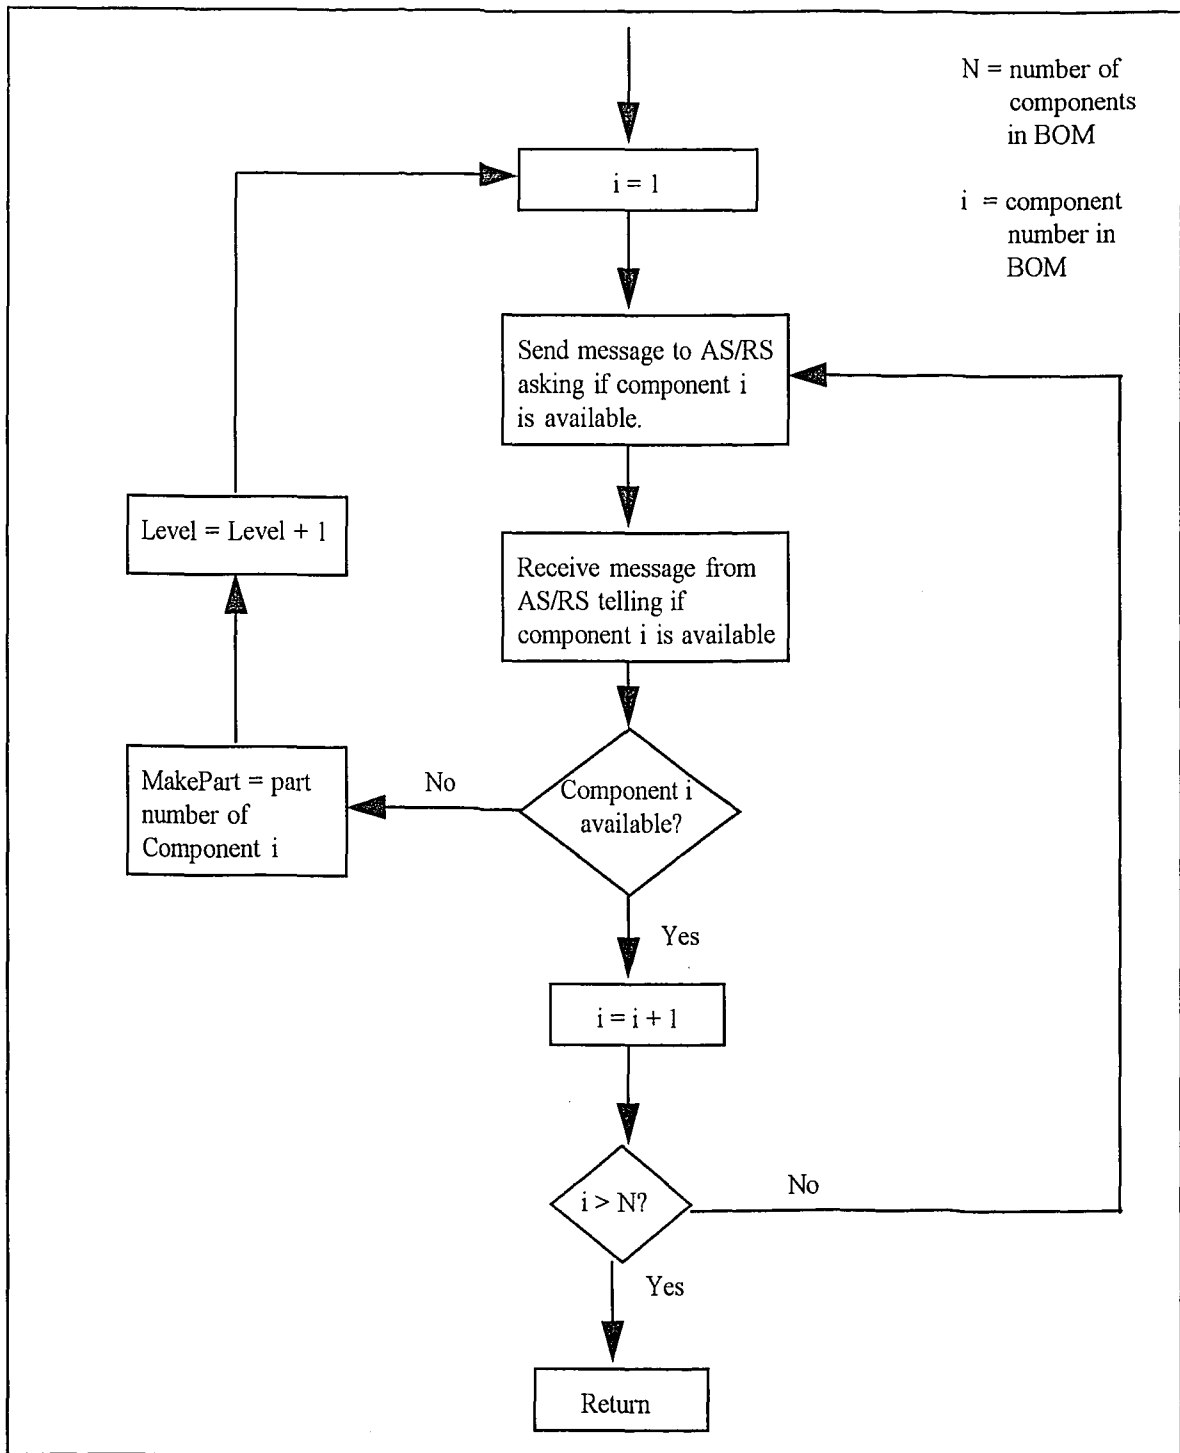 N = number of
components
in BOM
i = 1
i = component
number in
BOM
Send message to AS/RS
asking if component i
is available.
Level = Level + 1
Receive message from
AS/RS telling if
component i is available
MakePart = part
number of
Component i
No
Component i
available?
Yes
i = i + 1
i > N?
No
Yes
Return